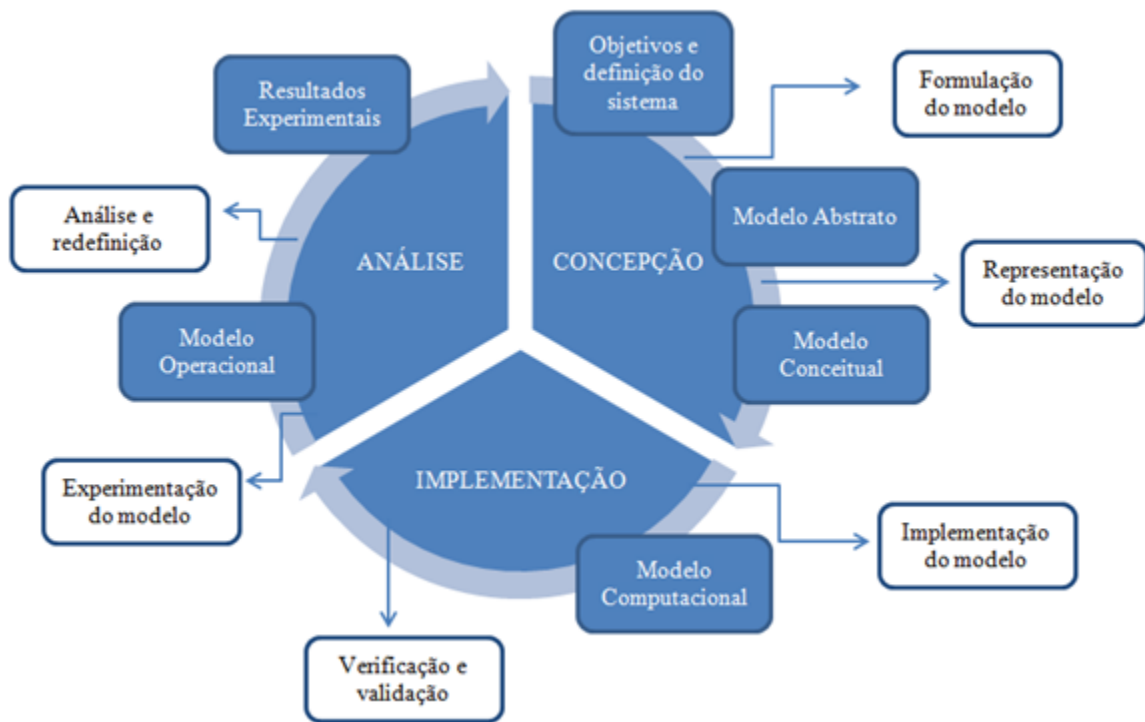 Objetivos e
definição do
sistema
Formulação
do modelo
Resultados
Experimentais
Modelo Abstrato
Análise e
redefinição
ANÁLISE
CONCEPÇÃO
Representação
do modelo
Modelo
Operacional
Modelo
Conceitual
IMPLEMENTAÇÃO
Experimentação
do modelo
Implementação
do modelo
Modelo
Computacional
Verificação e
validação